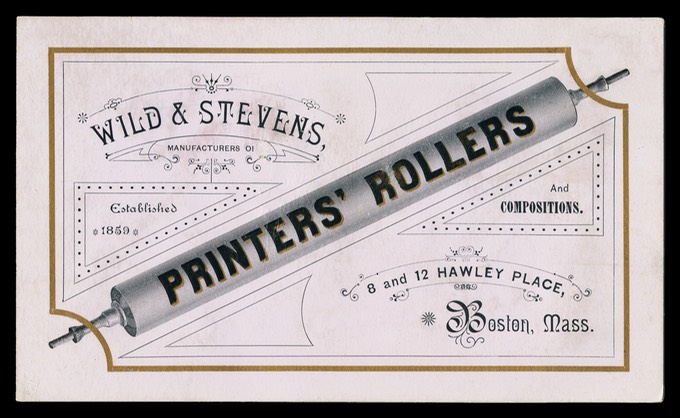 WILD & STEVENS,
MANUFACTURERS OF
Established
1859
PRINTERS' ROLLERS
And
COMPOSITIONS.
8 and 12 HAWLEY PLACE,
Boston, Mass.